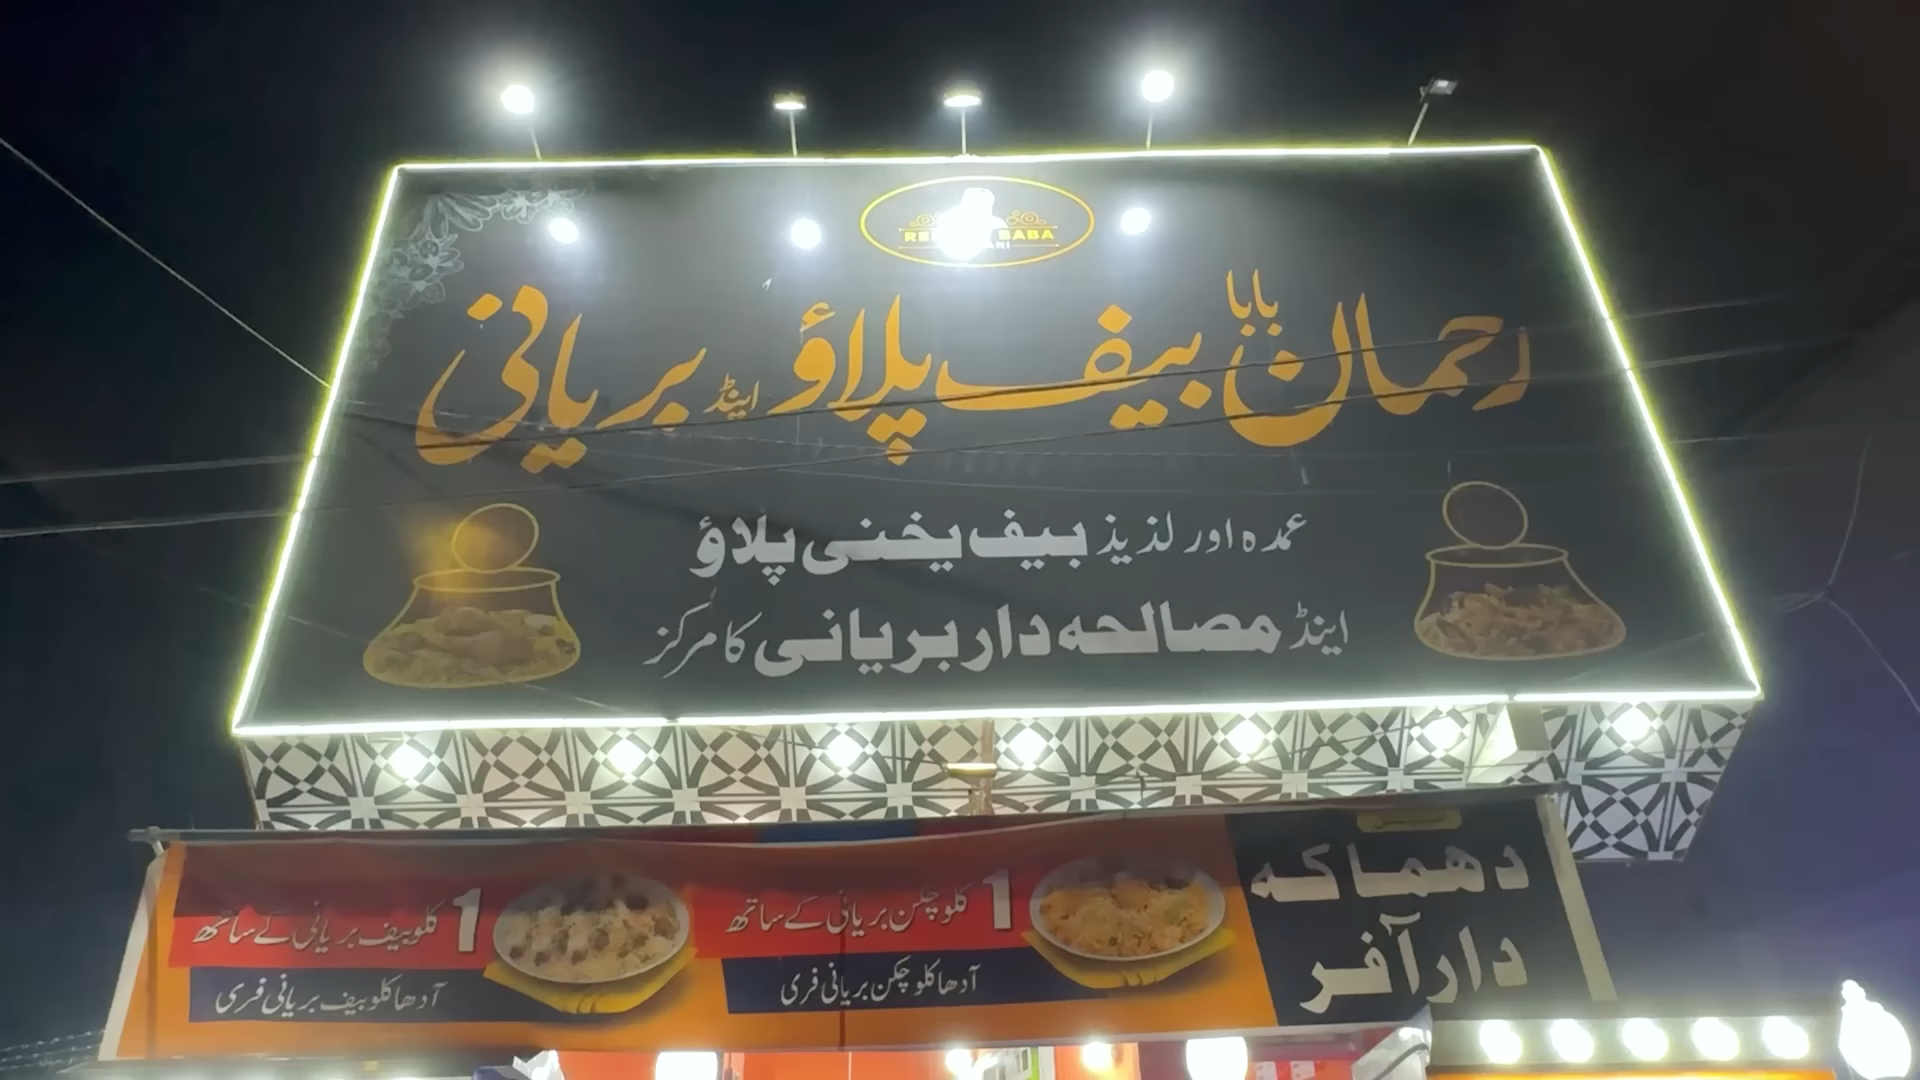 BABA
رحمان بابا بیف پلاؤ اینڈ بریانی
عمدہ اور لذیذ بیف یخنی پلاؤ
اینڈ مصالحہ دار بریانی کا مرکز
دھماکہ
دار آفر
1 کلو چکن بریانی کے ساتھ
آدھا کلو چکن بریانی فری
1 کلو بیف بریانی کے ساتھ
آدھا کلو بیف بریانی فری